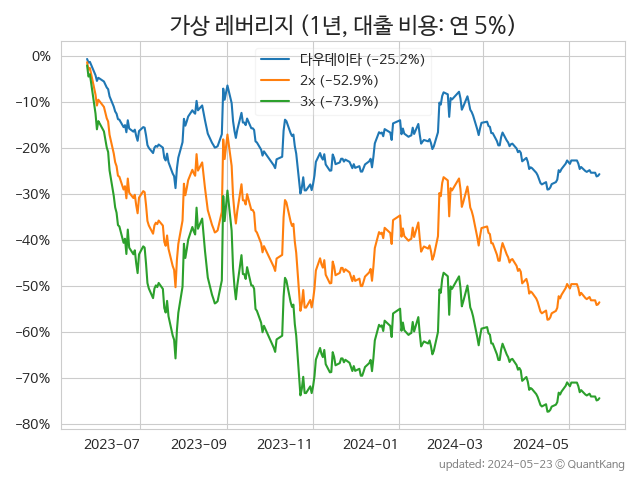 가상 레버리지 (1년, 대출 비용: 연 5%)
다우데이타 (−25.2%)
2x (−52.9%)
3x (−73.9%)
0%
−10%
−20%
−30%
−40%
−50%
−60%
−70%
−80%
2023-07 2023-09 2023-11 2024-01 2024-03 2024-05
updated: 2024-05-23 ⓒ QuantKang